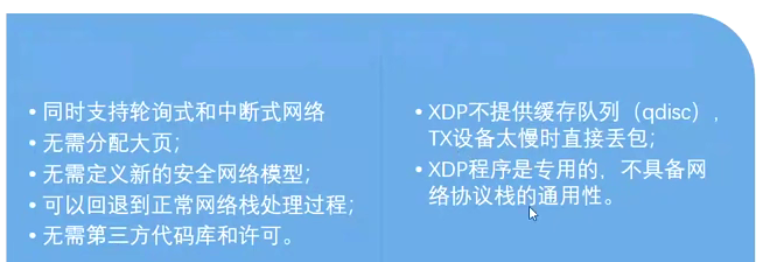 • 同时支持轮询式和中断式网络
• 无需分配大页；
• 无需定义新的安全网络模型；
• 可以回退到正常网络栈处理过程；
• 无需第三方代码库和许可。
• XDP不提供缓存队列（qdisc），
TX设备太慢时直接丢包；
• XDP程序是专用的，不具备网
络协议栈的通用性。